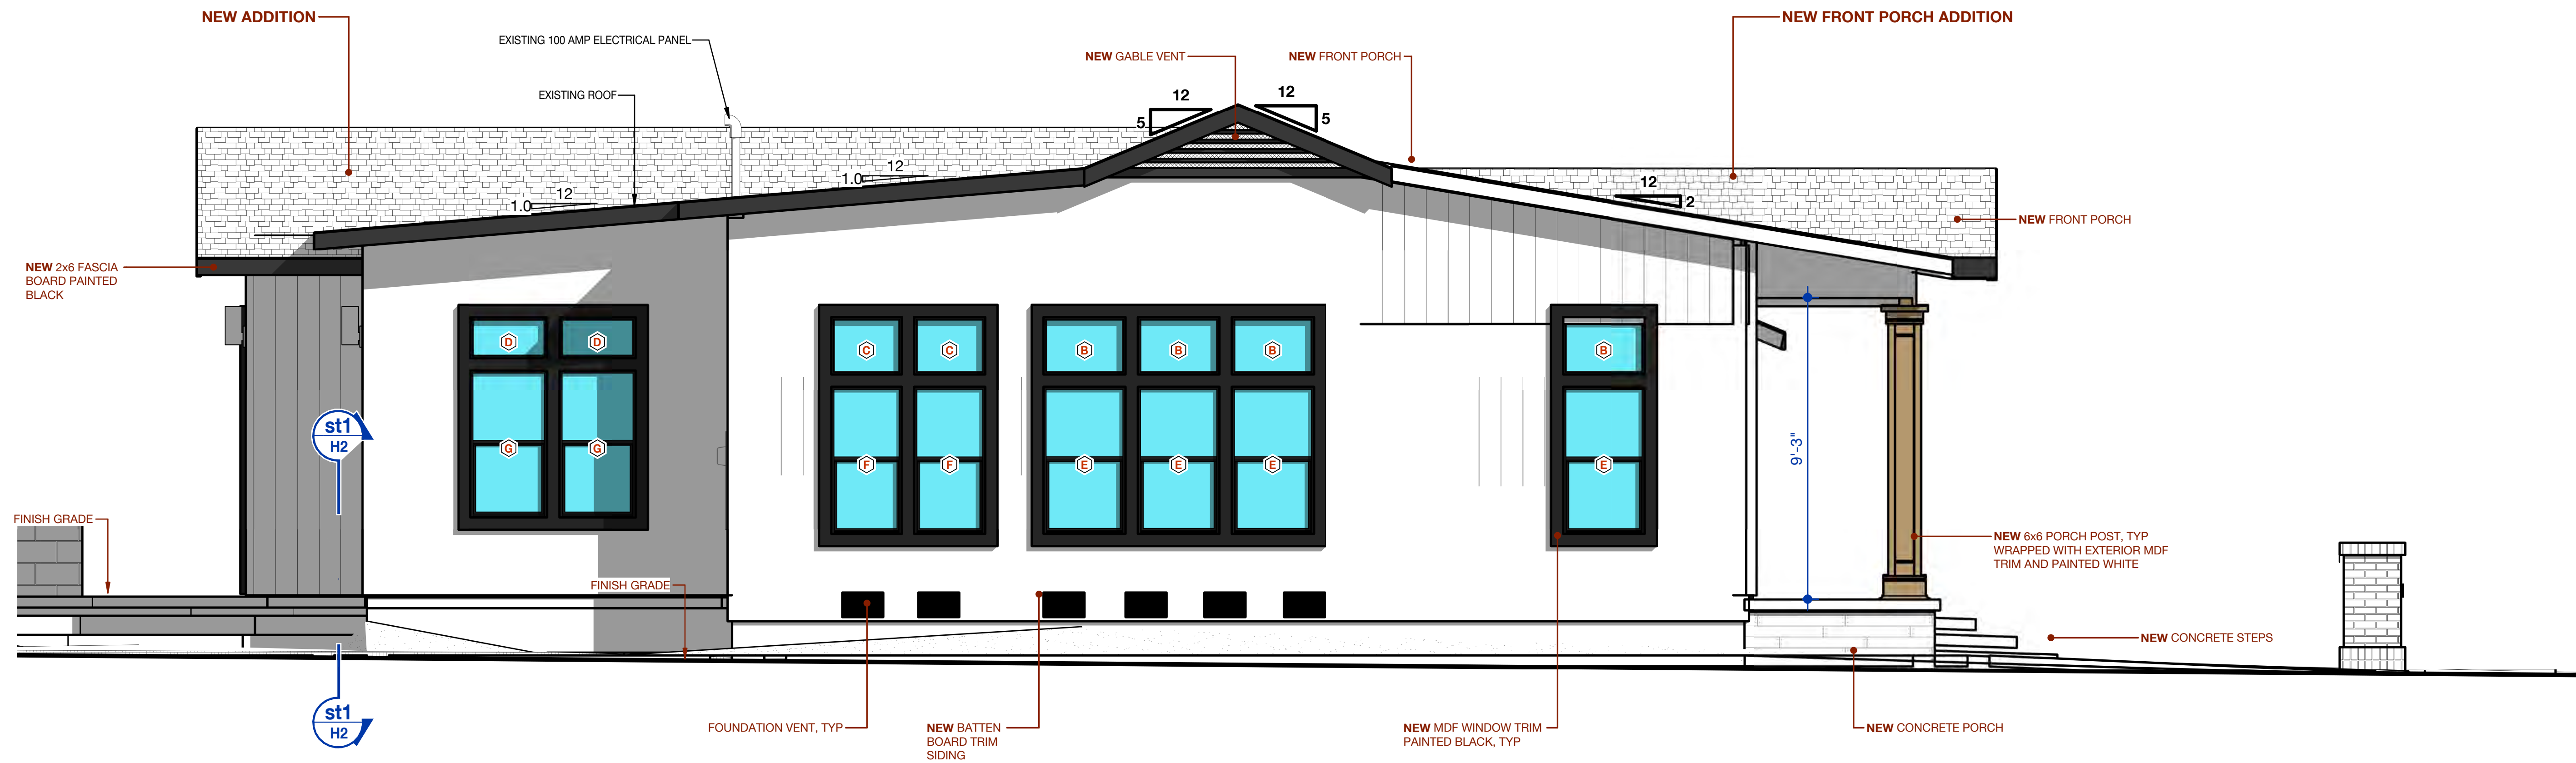 NEW ADDITION
NEW FRONT PORCH ADDITION
EXISTING 100 AMP ELECTRICAL PANEL
NEW GABLE VENT
NEW FRONT PORCH
EXISTING ROOF
12
12
5
5
12
1.0
12
1.0
12
2
NEW FRONT PORCH
NEW 2x6 FASCIA
BOARD PAINTED
BLACK
D
D
C
C
B
B
B
B
st1
H2
G
G
F
F
E
E
E
E
9'-3"
FINISH GRADE
NEW 6x6 PORCH POST, TYP
WRAPPED WITH EXTERIOR MDF
TRIM AND PAINTED WHITE
FINISH GRADE
NEW CONCRETE STEPS
st1
H2
FOUNDATION VENT, TYP
NEW BATTEN
BOARD TRIM
SIDING
NEW MDF WINDOW TRIM
PAINTED BLACK, TYP
NEW CONCRETE PORCH